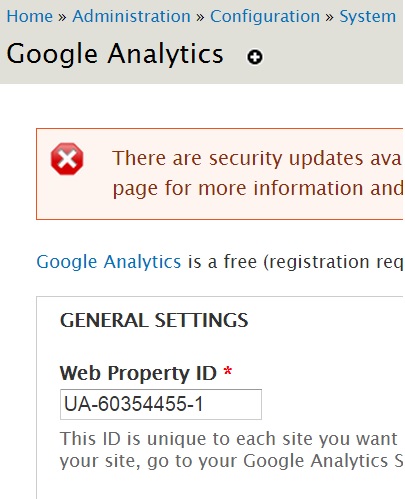 Home » Administration » Configuration » System
Google Analytics
There are security updates ava
page for more information and
Google Analytics is a free (registration req
GENERAL SETTINGS
Web Property ID *
UA-60354455-1
This ID is unique to each site you want
your site, go to your Google Analytics S